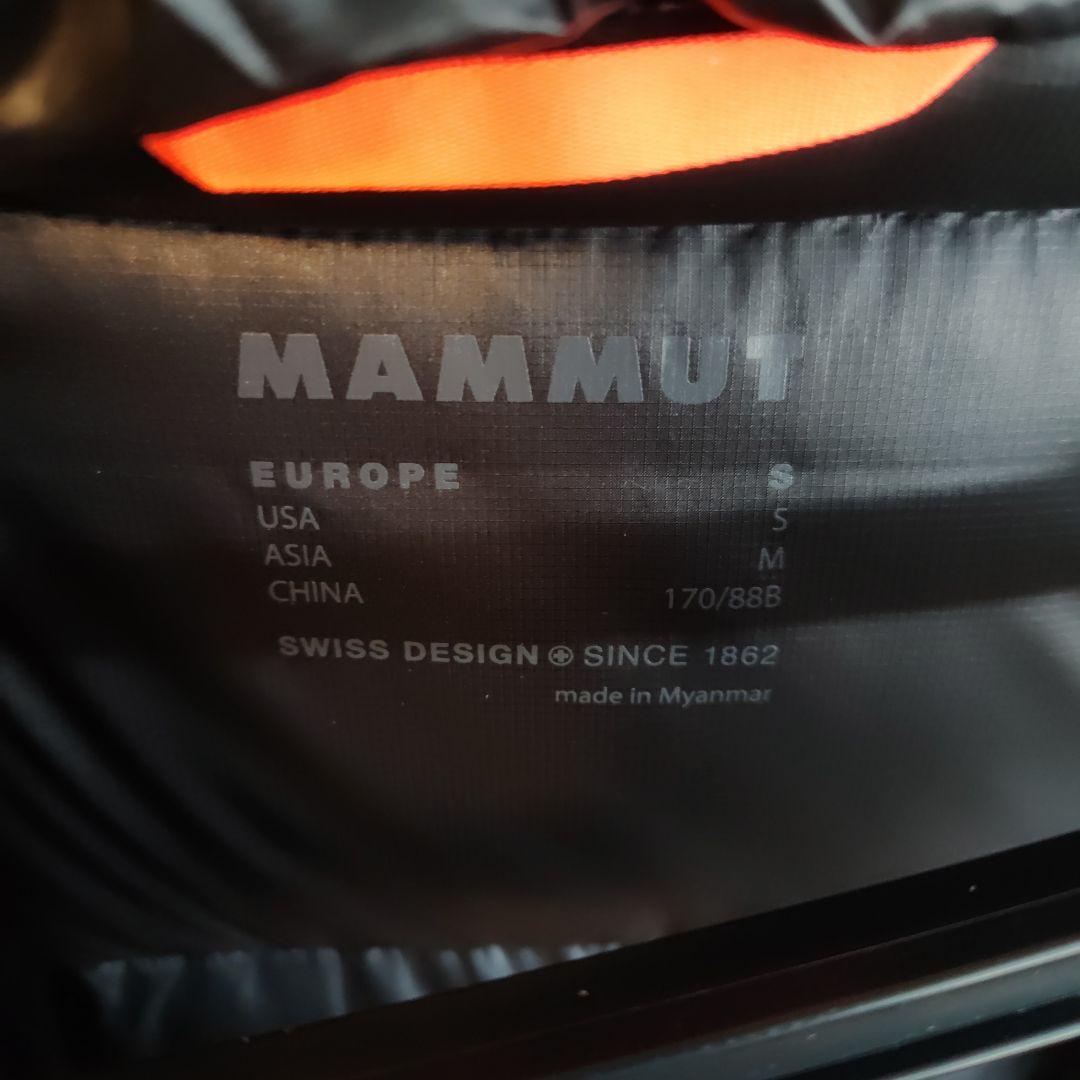 MAMMUT
EUROPE S
USA S
ASIA M
CHINA 170/88B
SWISS DESIGN SINCE 1862
made in Myanmar